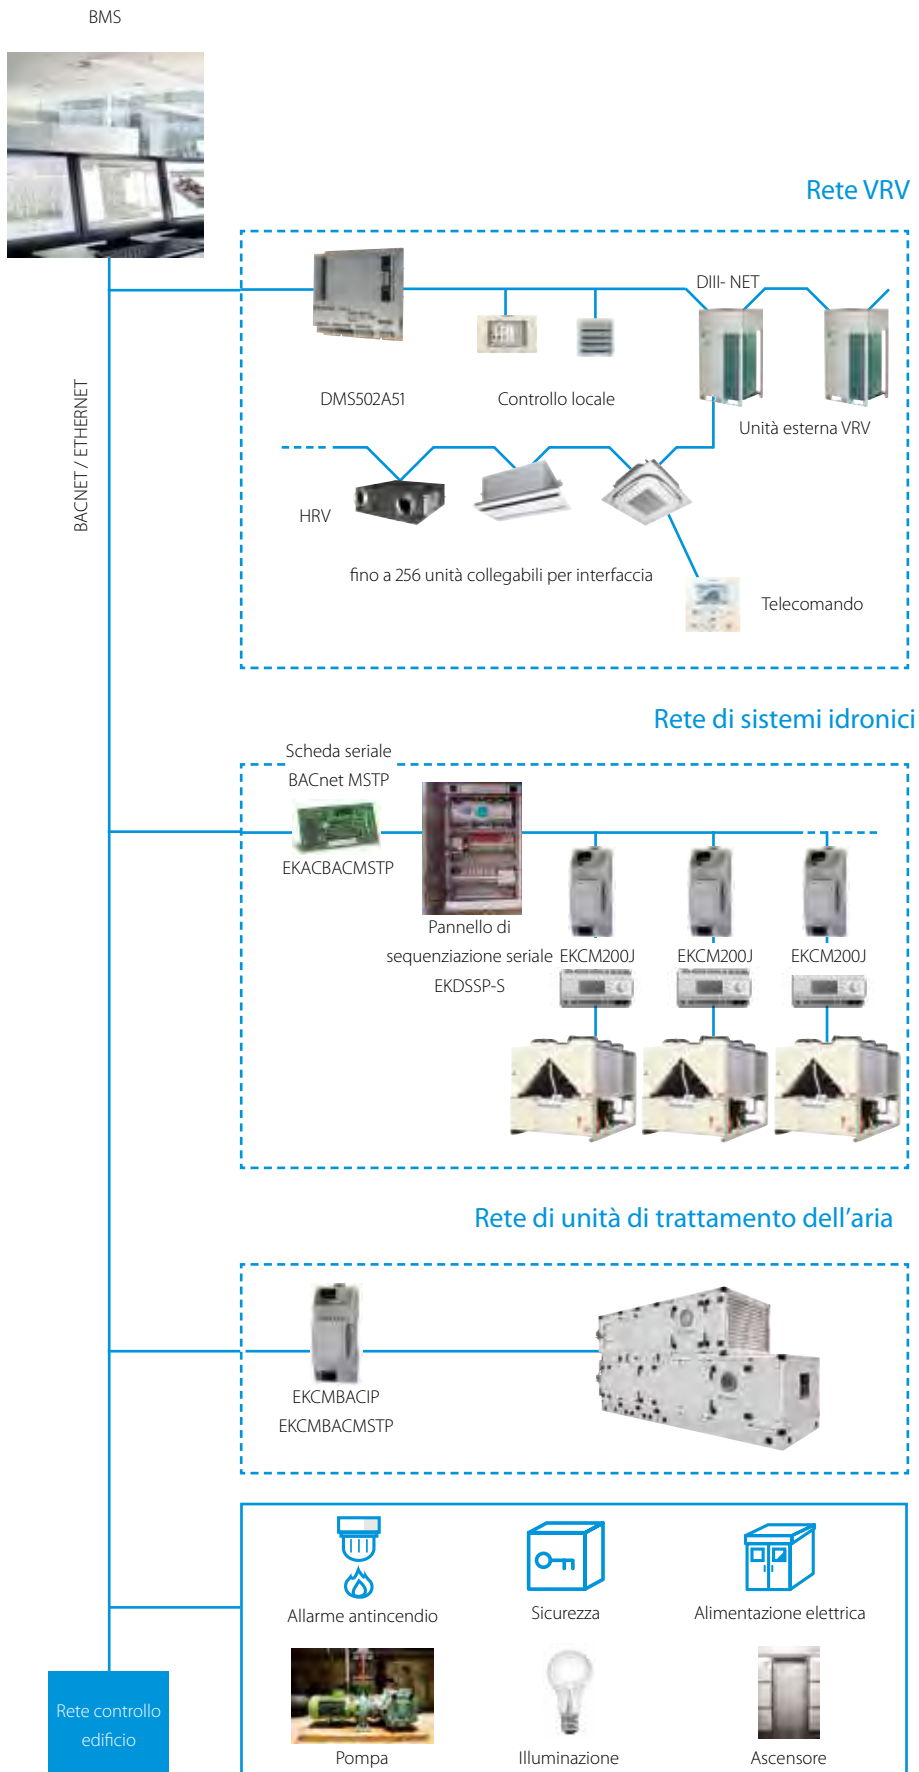 BMS
BACNET / ETHERNET
Rete VRV
DIII- NET
DMS502A51
Controllo locale
Unità esterna VRV
HRV
fino a 256 unità collegabili per interfaccia
Telecomando
Rete di sistemi idronici
Scheda seriale
BACnet MSTP
EKACBACMSTP
Pannello di
sequenziazione seriale
EKDSSP-S
EKCM200J
EKCM200J
EKCM200J
Rete di unità di trattamento dell'aria
EKCMBACIP
EKCMBACMSTP
Allarme antincendio
Sicurezza
Alimentazione elettrica
Rete controllo
edificio
Pompa
Illuminazione
Ascensore